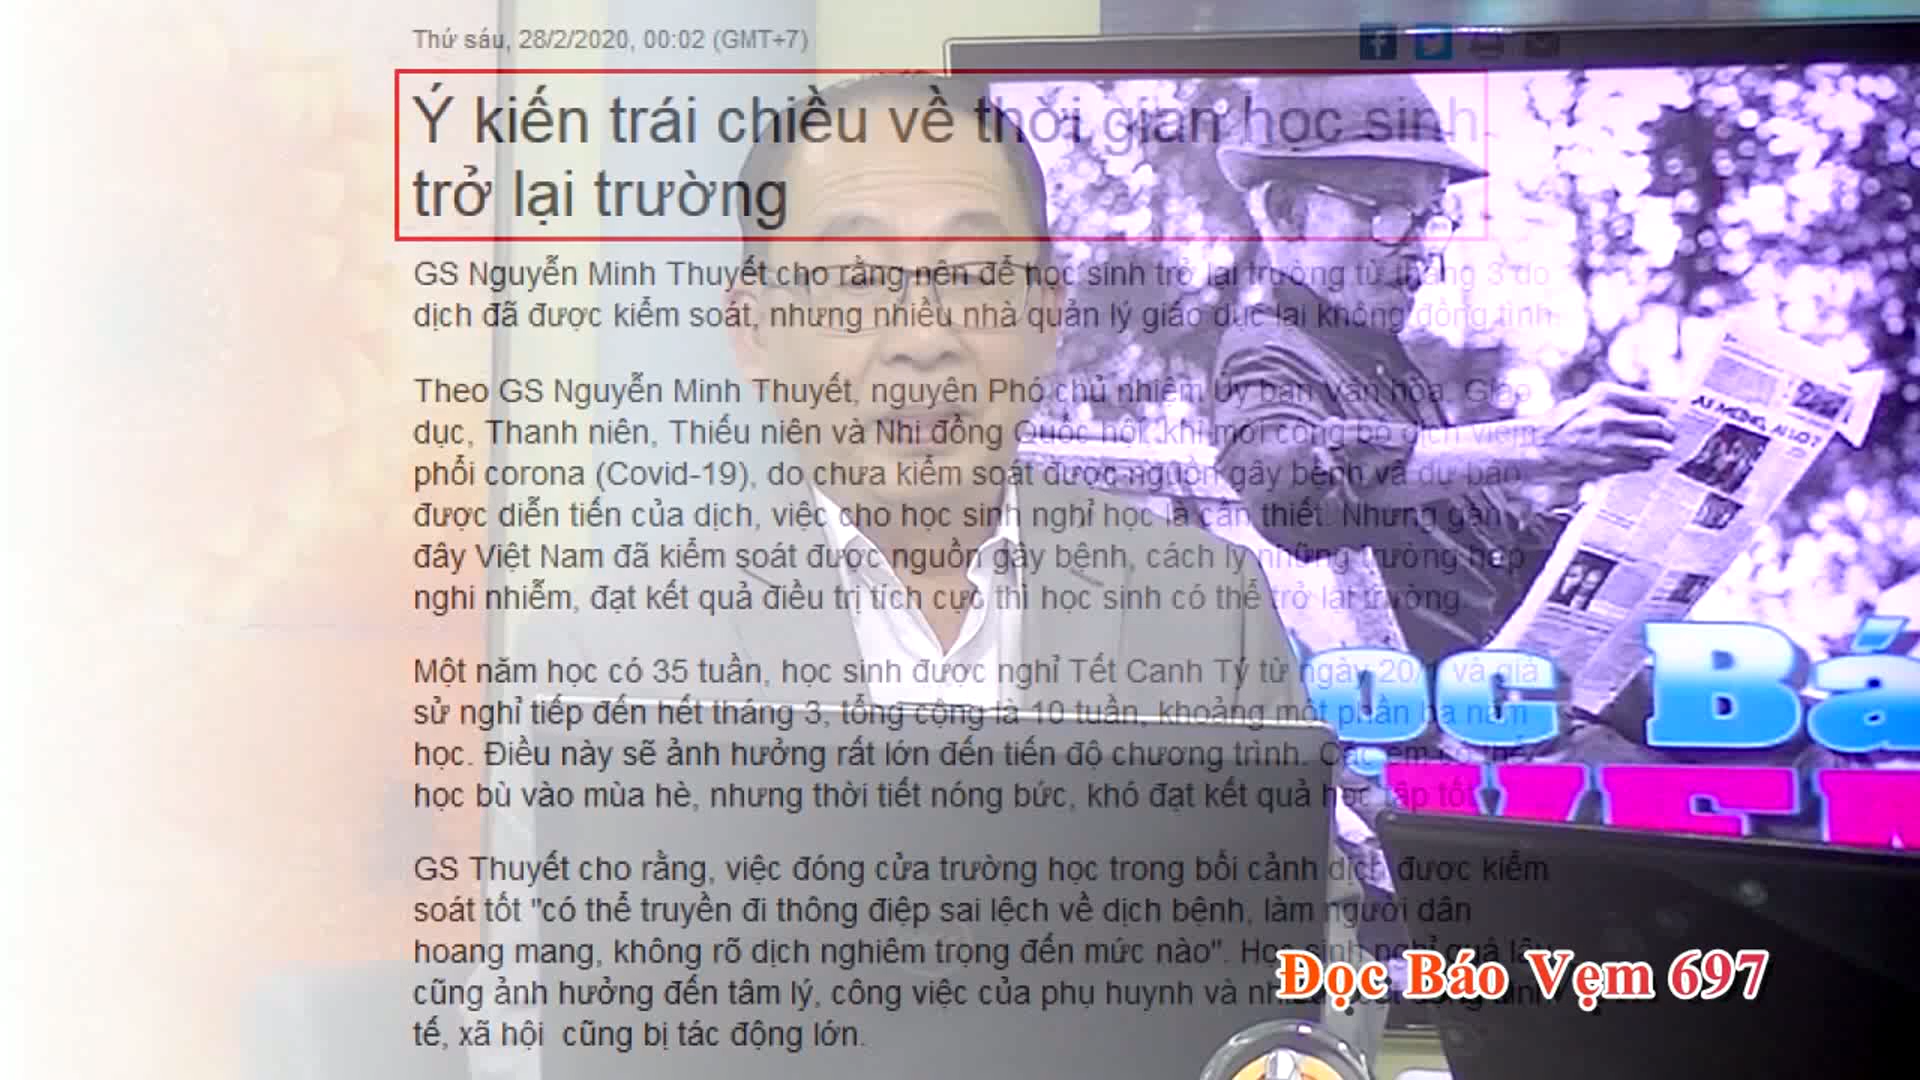 Thứ sáu, 28/2/2020, 00:02 (GMT+7)
Ý kiến trái chiều về thời gian học sinh
trở lại trường
GS Nguyễn Minh Thuyết cho rằng nên để học sinh trở lại trường từ tháng 3 do
dịch đã được kiểm soát, nhưng nhiều nhà quản lý giáo dục lại không đồng tình.
Theo GS Nguyễn Minh Thuyết, nguyên Phó chủ nhiệm Ủy ban Văn hóa, Giáo
dục, Thanh niên, Thiếu niên và Nhi đồng Quốc hội, khi mới công bố dịch viêm
phổi corona (Covid-19), do chưa kiểm soát được nguồn gây bệnh và dự báo
được diễn tiến của dịch, việc cho học sinh nghỉ học là cần thiết. Nhưng gần
đây Việt Nam đã kiểm soát được nguồn gây bệnh, cách ly những trường hợp
nghi nhiễm, đạt kết quả điều trị tích cực thì học sinh có thể trở lại trường.
Một năm học có 35 tuần, học sinh được nghỉ Tết Canh Tý từ ngày 20/1 và giả
sử nghỉ tiếp đến hết tháng 3, tổng cộng là 10 tuần, khoảng một phần ba năm
học. Điều này sẽ ảnh hưởng rất lớn đến tiến độ chương trình. Các em có thể
học bù vào mùa hè, nhưng thời tiết nóng bức, khó đạt kết quả học tập tốt.
GS Thuyết cho rằng, việc đóng cửa trường học trong bối cảnh dịch được kiểm
soát tốt "có thể truyền đi thông điệp sai lệch về dịch bệnh, làm người dân
hoang mang, không rõ dịch nghiêm trọng đến mức nào". Học sinh nghỉ quá lâu
cũng ảnh hưởng đến tâm lý, công việc của phụ huynh và
tế, xã hội cũng bị tác động lớn.
Đọc Báo Vẹm 697